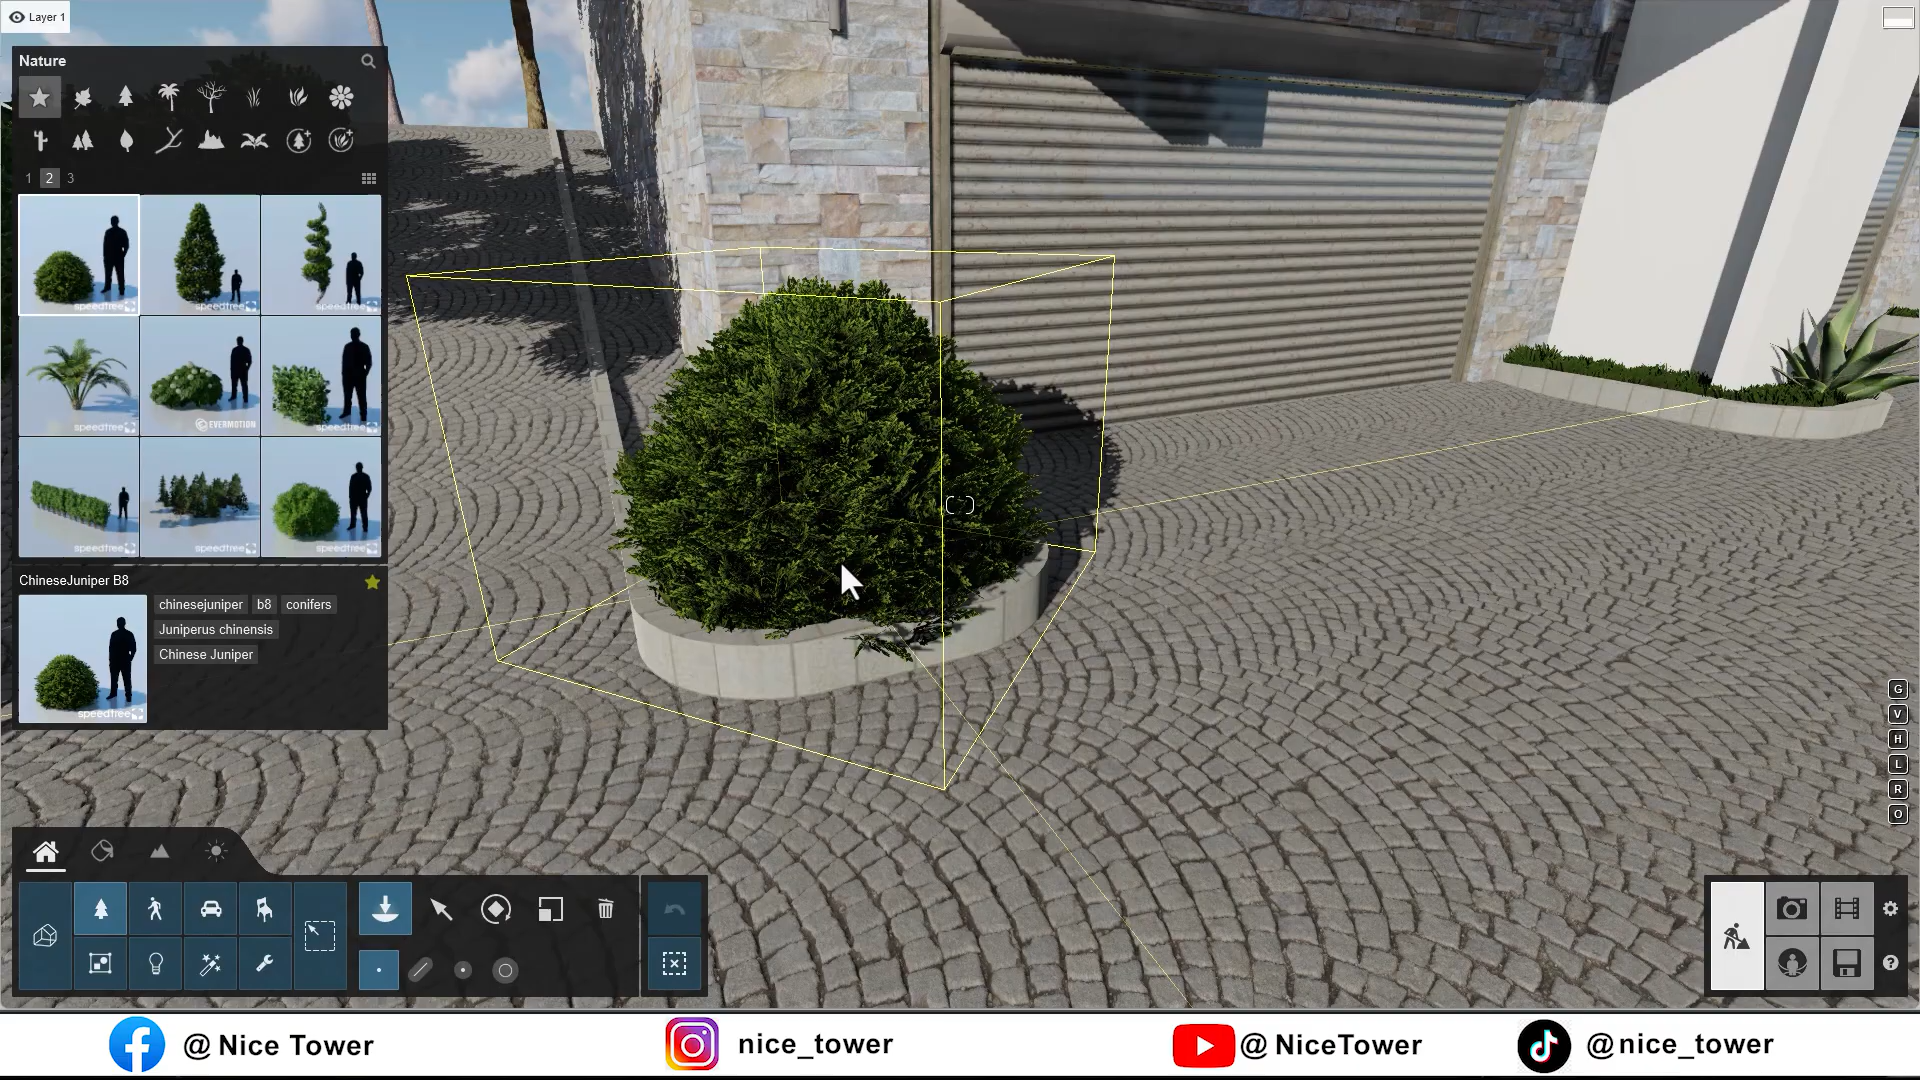 Layer 1
Nature
1 2 3
speedtree speedtree speedtree
speedtree EVERMOTION speedtree
speedtree speedtree speedtree
ChineseJuniper B8
chinesejuniper b8 conifers
Juniperus chinensis
Chinese Juniper
speedtree
G
V
H
L
R
O
?
@ Nice Tower nice_tower @ NiceTower @nice_tower